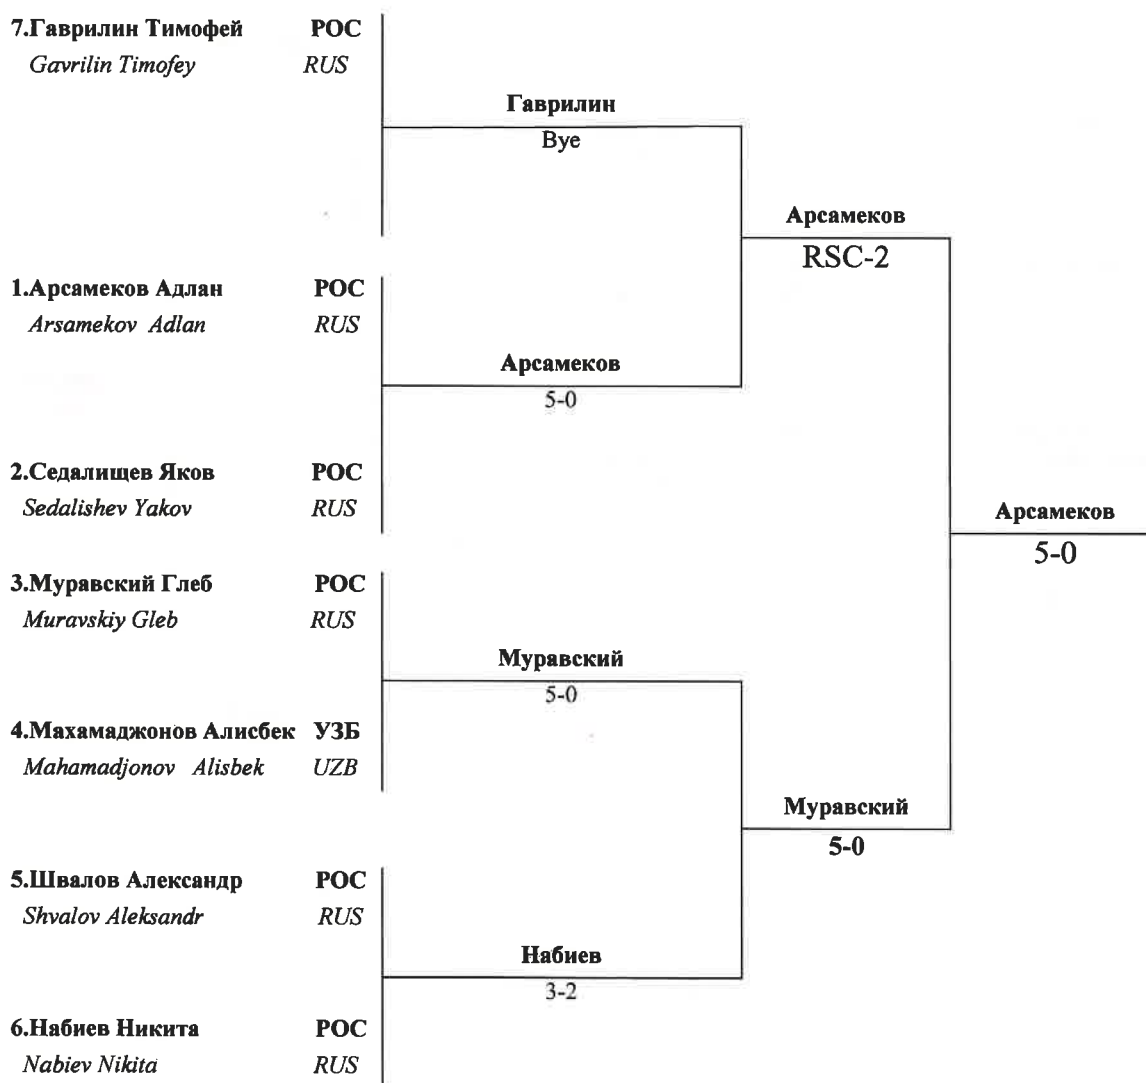 7.Гаврилин Тимофей РОС
Gavrilin Timofey RUS
Гаврилин
Bye
Арсамеков
RSC-2
1.Арсамеков Адлан РОС
Arsamekov Adlan RUS
Арсамеков
5-0
2.Седалищев Яков РОС
Sedalishev Yakov RUS
Арсамеков
5-0
3.Муравский Глеб РОС
Muravskiy Gleb RUS
Муравский
5-0
4.Махамаджонов Алисбек УЗБ
Mahamadjonov Alisbek UZB
Муравский
5-0
5.Швалов Александр РОС
Shvalov Aleksandr RUS
Набиев
3-2
6.Набиев Никита РОС
Nabiev Nikita RUS